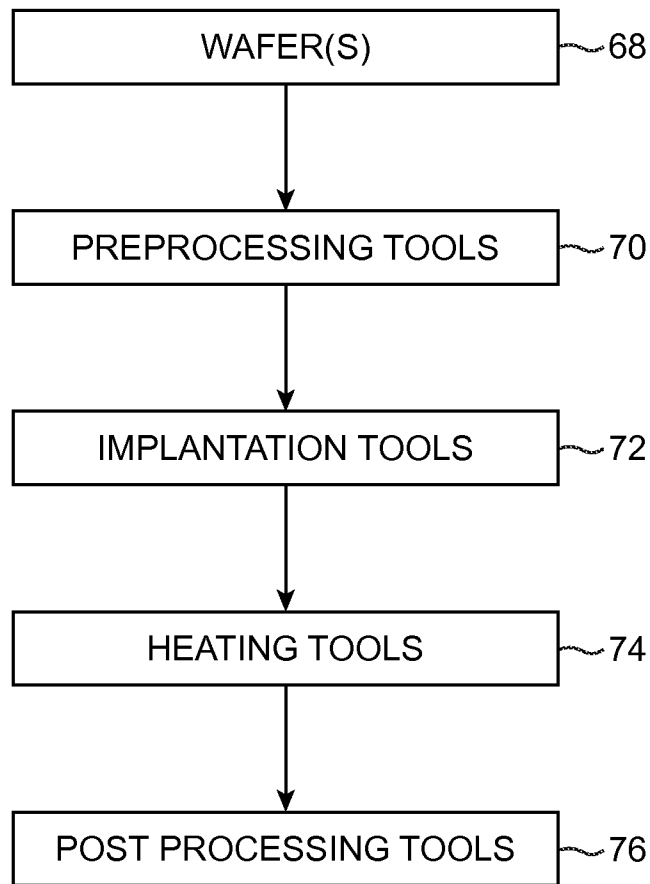 WAFER(S) 68
PREPROCESSING TOOLS 70
IMPLANTATION TOOLS 72
HEATING TOOLS 74
POST PROCESSING TOOLS 76